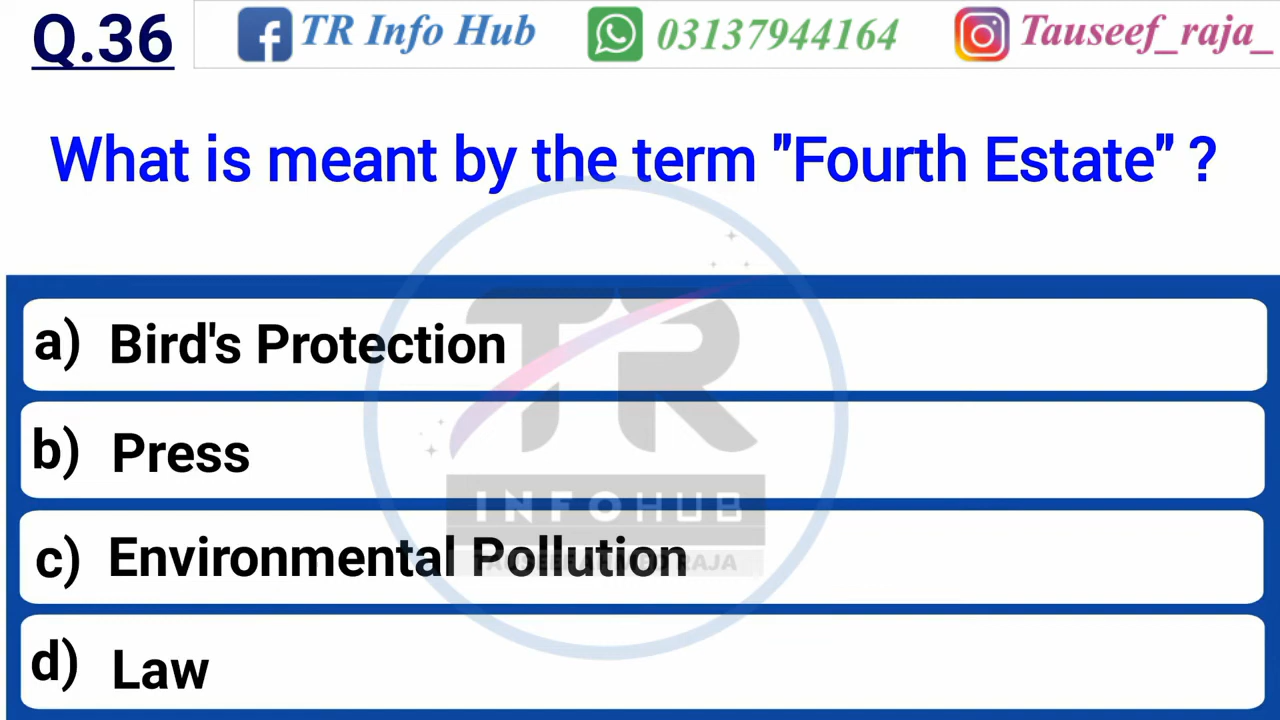 Q.36 TR Info Hub 03137944164 Tauseef_raja_
What is meant by the term "Fourth Estate" ?
a) Bird's Protection
b) Press
TR
INFOHUB
c) Environmental Pollution
RAJA
d) Law